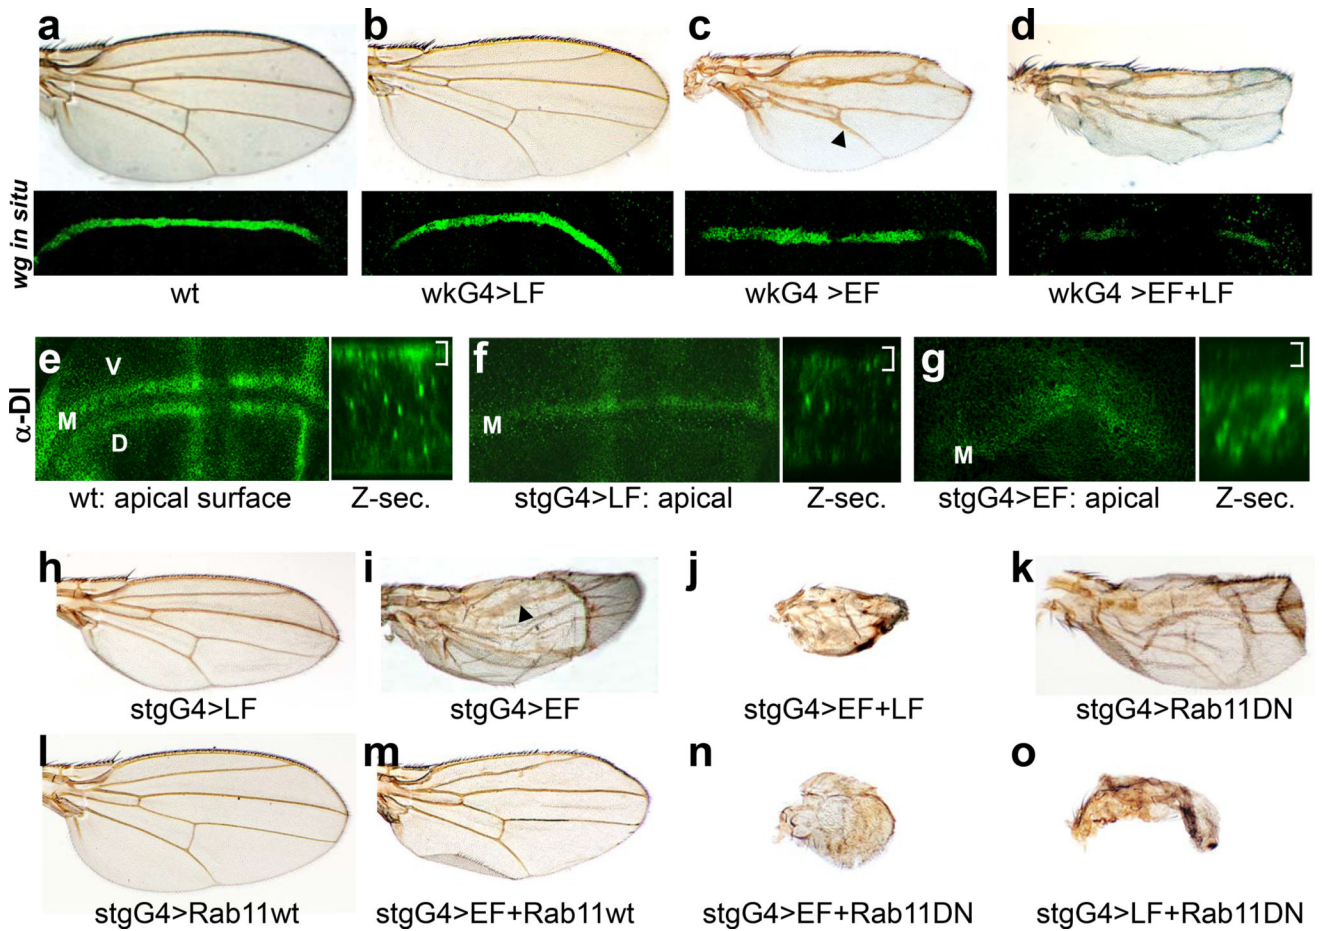 a b c d
wg in situ
wt wkG4>LF wkG4 >EF wkG4 >EF+LF
e V M D f M g M
α-Dl
wt: apical surface Z-sec. stgG4>LF: apical Z-sec. stgG4>EF: apical Z-sec.
h i j k
stgG4>LF stgG4>EF stgG4>EF+LF stgG4>Rab11DN
l m n o
stgG4>Rab11wt stgG4>EF+Rab11wt stgG4>EF+Rab11DN stgG4>LF+Rab11DN